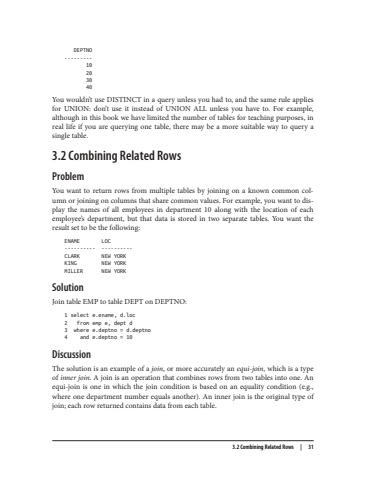 DEPTNO
---------
10
20
30
40
You wouldn't use DISTINCT in a query unless you had to, and the same rule applies
for UNION: don't use it instead of UNION ALL unless you have to. For example,
although in this book we have limited the number of tables for teaching purposes, in
real life if you are querying one table, there may be a more suitable way to query a
single table.
3.2 Combining Related Rows
Problem
You want to return rows from multiple tables by joining on a known common col-
umn or joining on columns that share common values. For example, you want to dis-
play the names of all employees in department 10 along with the location of each
employee's department, but that data is stored in two separate tables. You want the
result set to be the following:
ENAME LOC
---------- ----------
CLARK NEW YORK
KING NEW YORK
MILLER NEW YORK
Solution
Join table EMP to table DEPT on DEPTNO:
1 select e.ename, d.loc
2 from emp e, dept d
3 where e.deptno = d.deptno
4 and e.deptno = 10
Discussion
The solution is an example of a join, or more accurately an equi-join, which is a type
of inner join. A join is an operation that combines rows from two tables into one. An
equi-join is one in which the join condition is based on an equality condition (e.g.,
where one department number equals another). An inner join is the original type of
join; each row returned contains data from each table.
3.2 Combining Related Rows | 31